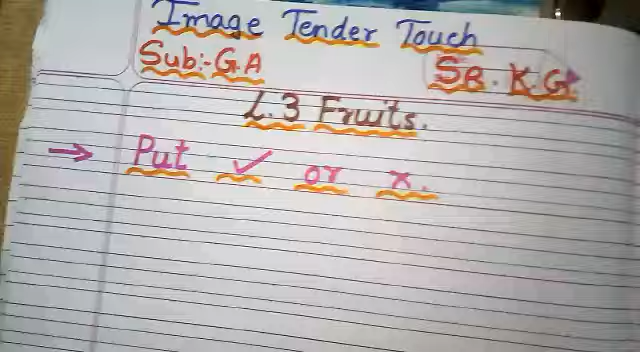 Image Tender Touch
Sub:- G.A
SR. K.G.
L.3 Fruits.
→ Put ✓ or x.